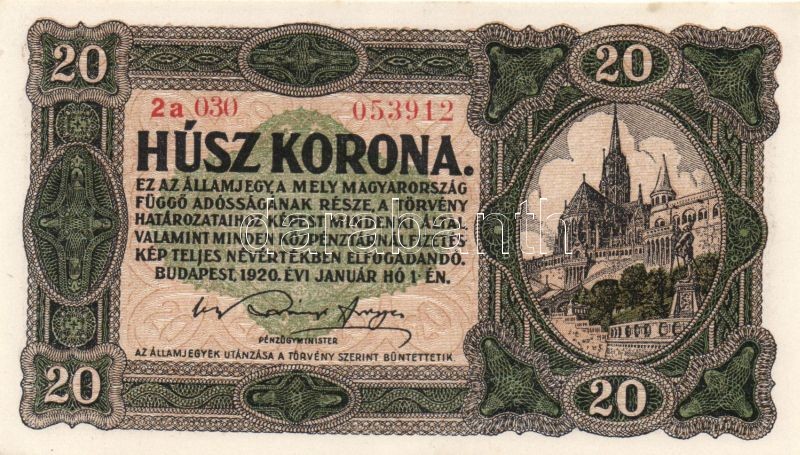 20 20
2a 030 053912
HÚSZ KORONA.
EZ AZ ÁLLAMJEGY, A MELY MAGYARORSZÁG
FÜGGŐ ADÓSSÁGÁNAK RÉSZE, A TÖRVÉNY
HATÁROZATAIHOZ KÉPEST MINDENKI ÁLTAL,
VALAMINT MINDEN KÖZPÉNZTÁRNÁL FIZETÉS
KÉP TELJES NÉVÉRTÉKBEN ELFOGADANDÓ.
BUDAPEST, 1920. ÉVI JANUÁR HÓ 1-ÉN.
PÉNZÜGYMINISTER
AZ ÁLLAMJEGYEK UTÁNZÁSA A TÖRVÉNY SZERINT BÜNTETTETIK.
20 20
darabanth